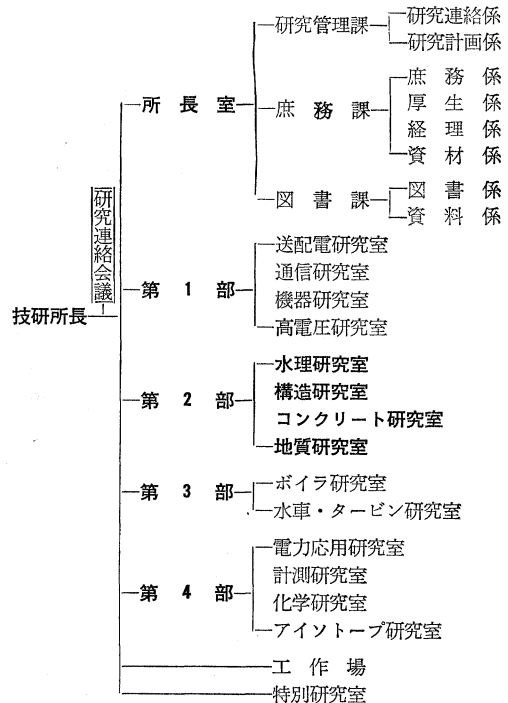 技研所長
研究連絡会議
所長室
研究管理課
研究連絡係
研究計画係
庶務課
庶務係
厚生係
経理係
資材係
図書課
図書係
資料係
第1部
送配電研究室
通信研究室
機器研究室
高電圧研究室
第2部
水理研究室
構造研究室
コンクリート研究室
地質研究室
第3部
ボイラ研究室
水車・タービン研究室
第4部
電力応用研究室
計測研究室
化学研究室
アイソトープ研究室
工作場
特別研究室